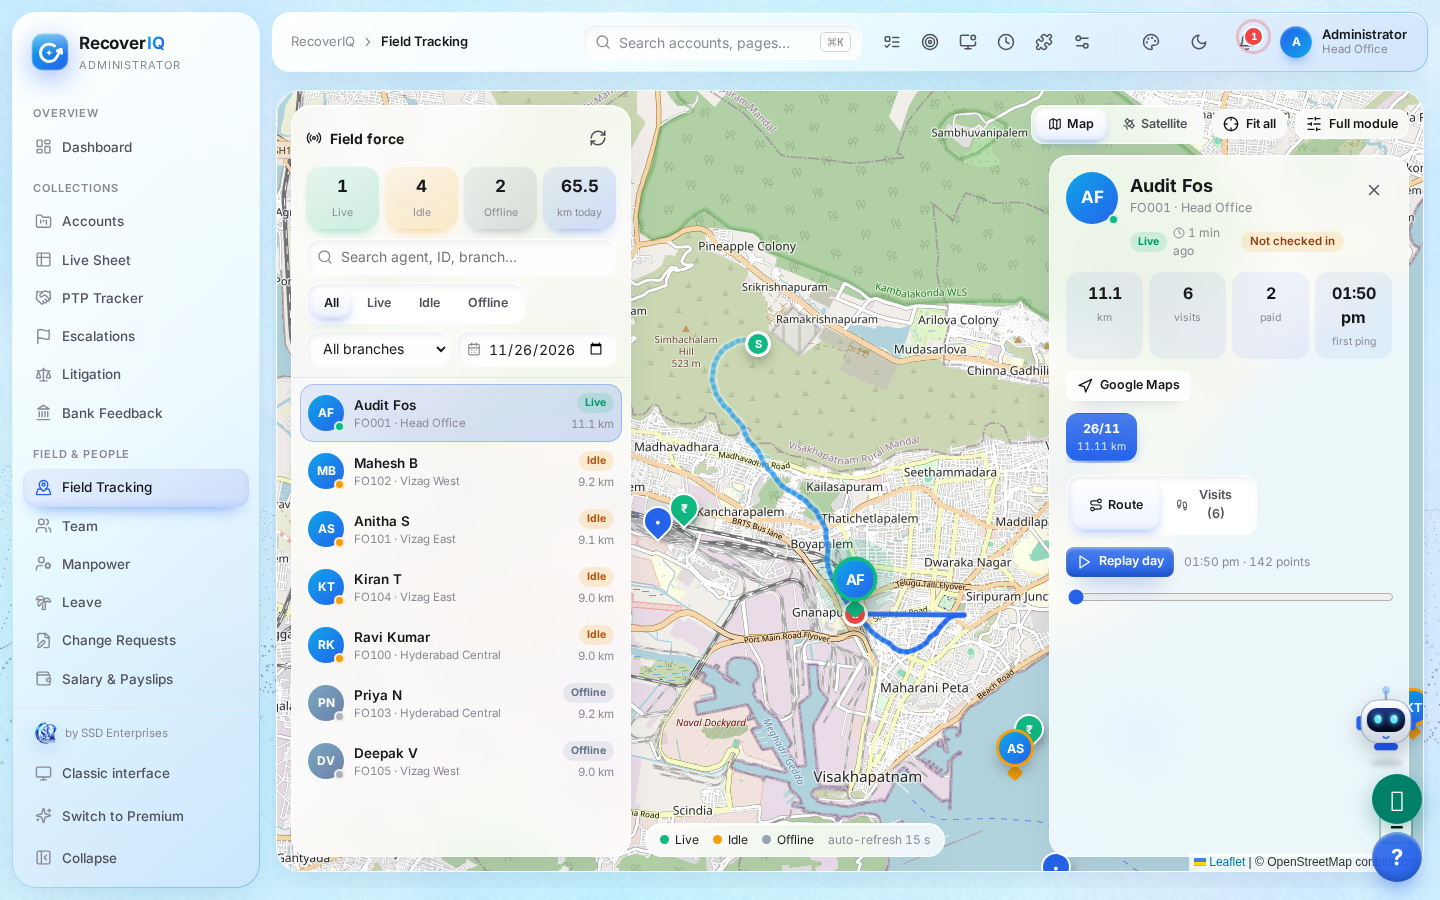 RecoverIQ
ADMINISTRATOR
OVERVIEW
Dashboard
COLLECTIONS
Accounts
Live Sheet
PTP Tracker
Escalations
Litigation
Bank Feedback
FIELD & PEOPLE
Field Tracking
Team
Manpower
Leave
Change Requests
Salary & Payslips
by SSD Enterprises
Classic interface
Switch to Premium
Collapse
RecoverIQ > Field Tracking
Search accounts, pages...
⌘K
1
A
Administrator
Head Office
Field force
1
Live
4
Idle
2
Offline
65.5
km today
Search agent, ID, branch...
All
Live
Idle
Offline
All branches
11/26/2026
AF
Audit Fos
FO001 · Head Office
Live
11.1 km
MB
Mahesh B
FO102 · Vizag West
Idle
9.2 km
AS
Anitha S
FO101 · Vizag East
Idle
9.1 km
KT
Kiran T
FO104 · Vizag East
Idle
9.0 km
RK
Ravi Kumar
FO100 · Hyderabad Central
Idle
9.0 km
PN
Priya N
FO103 · Hyderabad Central
Offline
9.2 km
DV
Deepak V
FO105 · Vizag West
Offline
9.0 km
Sambhuvanipalem
Pineapple Colony
Srikrishnapuram
Kambalakonda WLS
Ramakrishnapuram
Arilova Colony
Simhachalam
Hill
523 m
S
Mudasarlova
Chinna Gadhili
Madhavadhara
Visakhapatnam Rural Mandal
Madhavadhara Road
Seethammadara
Kailasapuram
Kancharapalem
₹
BRTS Bus lane
Thatichetlapalem
Maddilap
Boyapalem
Dwaraka Nagar
AF
Telugu Talli Flyover
Siripuram Junc
Gnanapu
Port Main Road Flyover
Maharani Peta
Beach Road
Naval Dockyard
Meghadri Gedda
₹
AS
Visakhapatnam
Scindia
Gantyada
Live
Idle
Offline
auto-refresh 15 s
Map
Satellite
Fit all
Full module
AF
Audit Fos
FO001 · Head Office
Live
1 min
ago
Not checked in
11.1
km
6
visits
2
paid
01:50
pm
first ping
Google Maps
26/11
11.11 km
Route
Visits
(6)
Replay day
01:50 pm · 142 points
KT
?
Leaflet | © OpenStreetMap